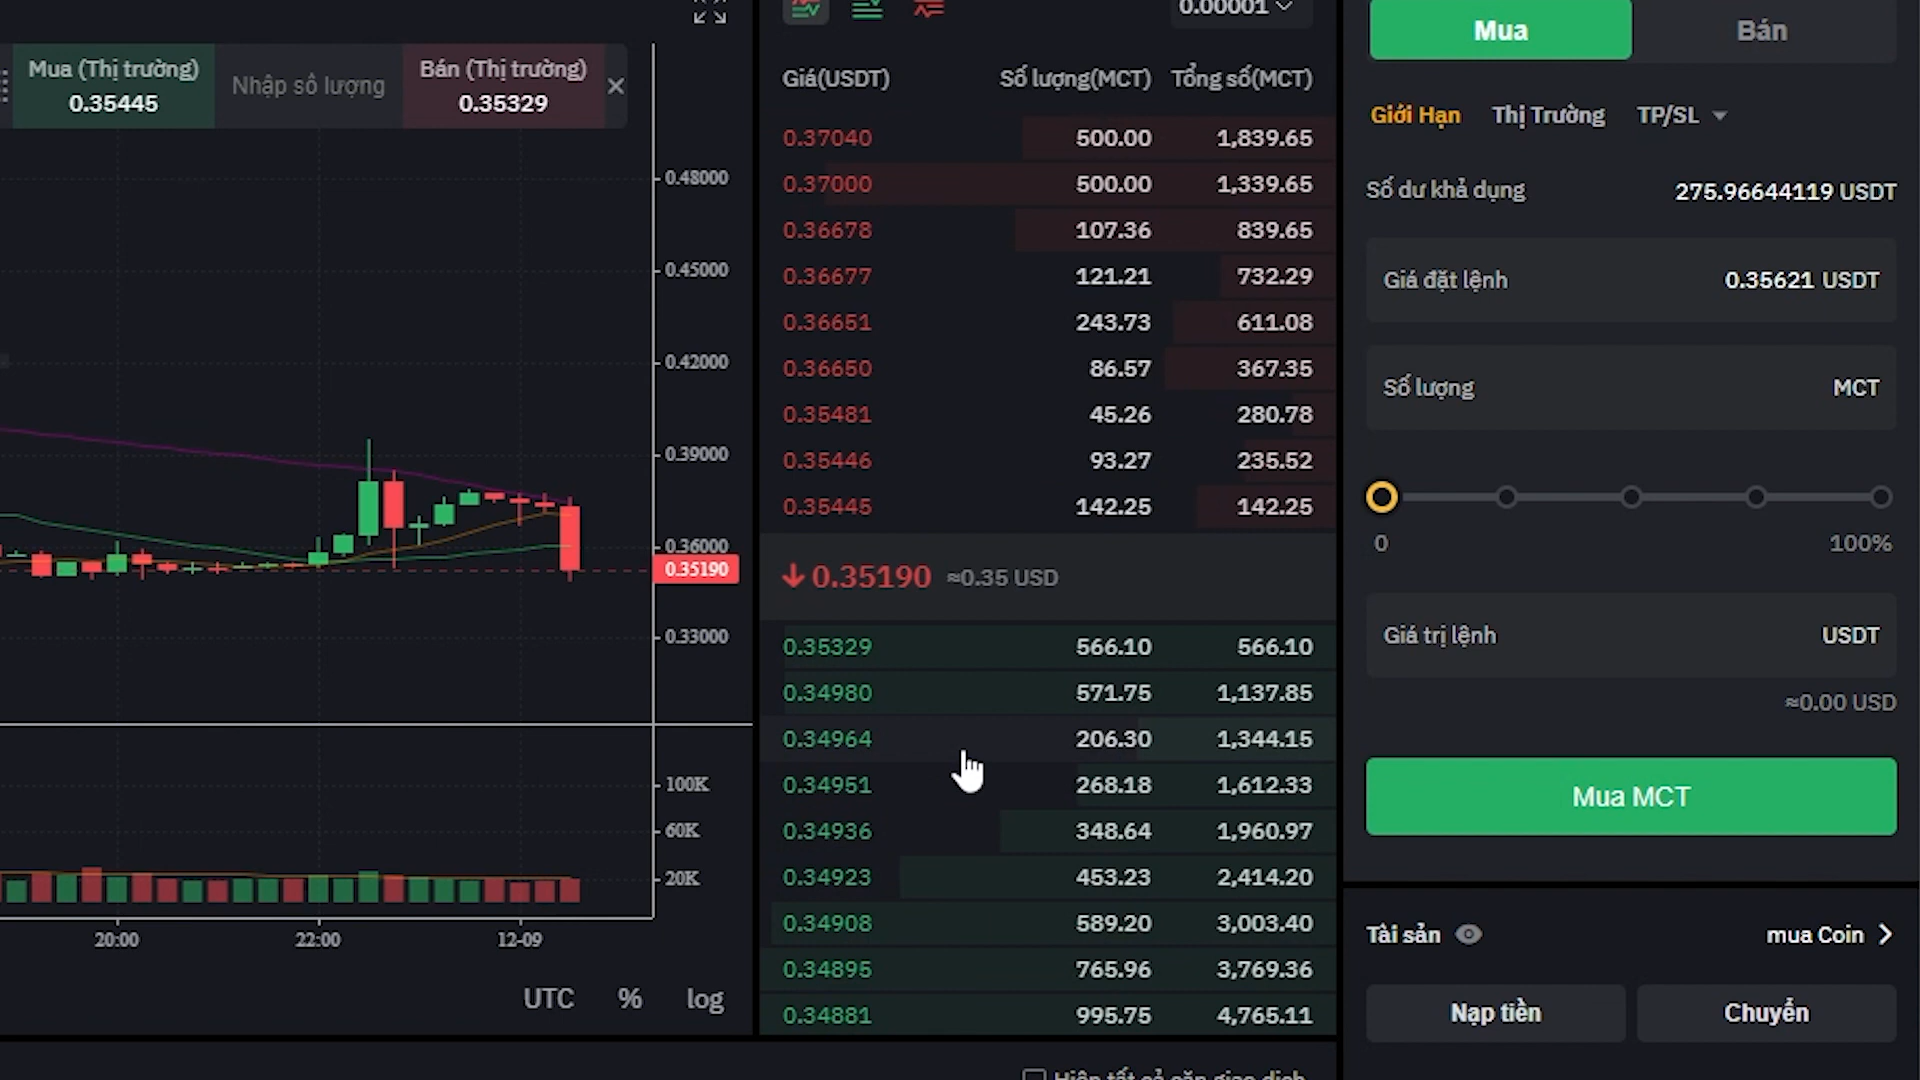 Mua (Thị trường)
0.35445
Nhập số lượng
Bán (Thị trường)
0.35329
0.48000
0.45000
0.42000
0.39000
0.36000
0.35190
0.33000
100K
60K
20K
20:00
22:00
12-09
UTC
%
log
0.00001
Giá(USDT) Số lượng(MCT) Tổng số(MCT)
0.37040 500.00 1,839.65
0.37000 500.00 1,339.65
0.36678 107.36 839.65
0.36677 121.21 732.29
0.36651 243.73 611.08
0.36650 86.57 367.35
0.35481 45.26 280.78
0.35446 93.27 235.52
0.35445 142.25 142.25
0.35190 ≈0.35 USD
0.35329 566.10 566.10
0.34980 571.75 1,137.85
0.34964 206.30 1,344.15
0.34951 268.18 1,612.33
0.34936 348.64 1,960.97
0.34923 453.23 2,414.20
0.34908 589.20 3,003.40
0.34895 765.96 3,769.36
0.34881 995.75 4,765.11
Mua Bán
Giới Hạn Thị Trường TP/SL
Số dư khả dụng 275.96644119 USDT
Giá đặt lệnh 0.35621 USDT
Số lượng MCT
0 100%
Giá trị lệnh USDT
≈0.00 USD
Mua MCT
Tài sản mua Coin
Nạp tiền Chuyển